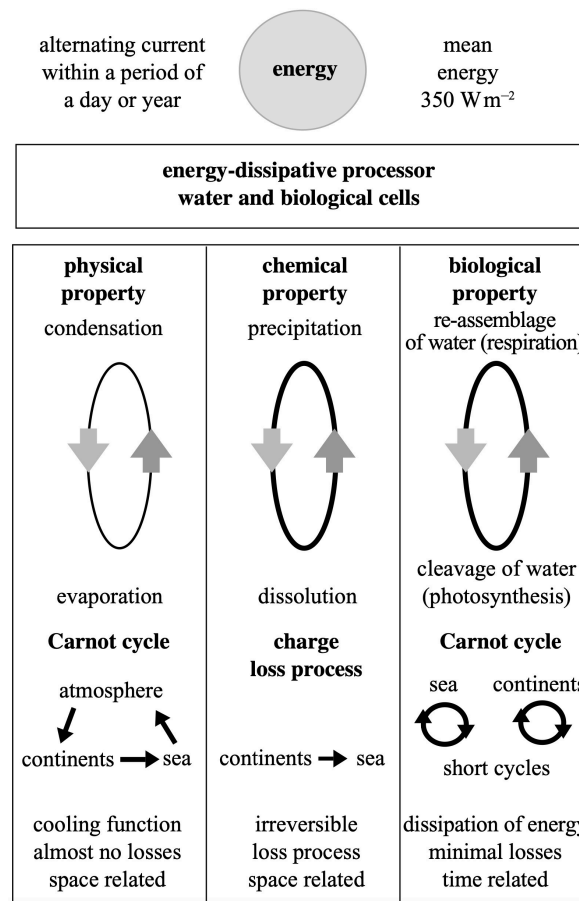 alternating current
within a period of
a day or year
energy
mean
energy
350 W m⁻²
energy-dissipative processor
water and biological cells
physical
property
condensation
evaporation
Carnot cycle
atmosphere
continents
sea
cooling function
almost no losses
space related
chemical
property
precipitation
dissolution
charge
loss process
continents
sea
irreversible
loss process
space related
biological
property
re-assemblage
of water (respiration)
cleavage of water
(photosynthesis)
Carnot cycle
sea
continents
short cycles
dissipation of energy
minimal losses
time related